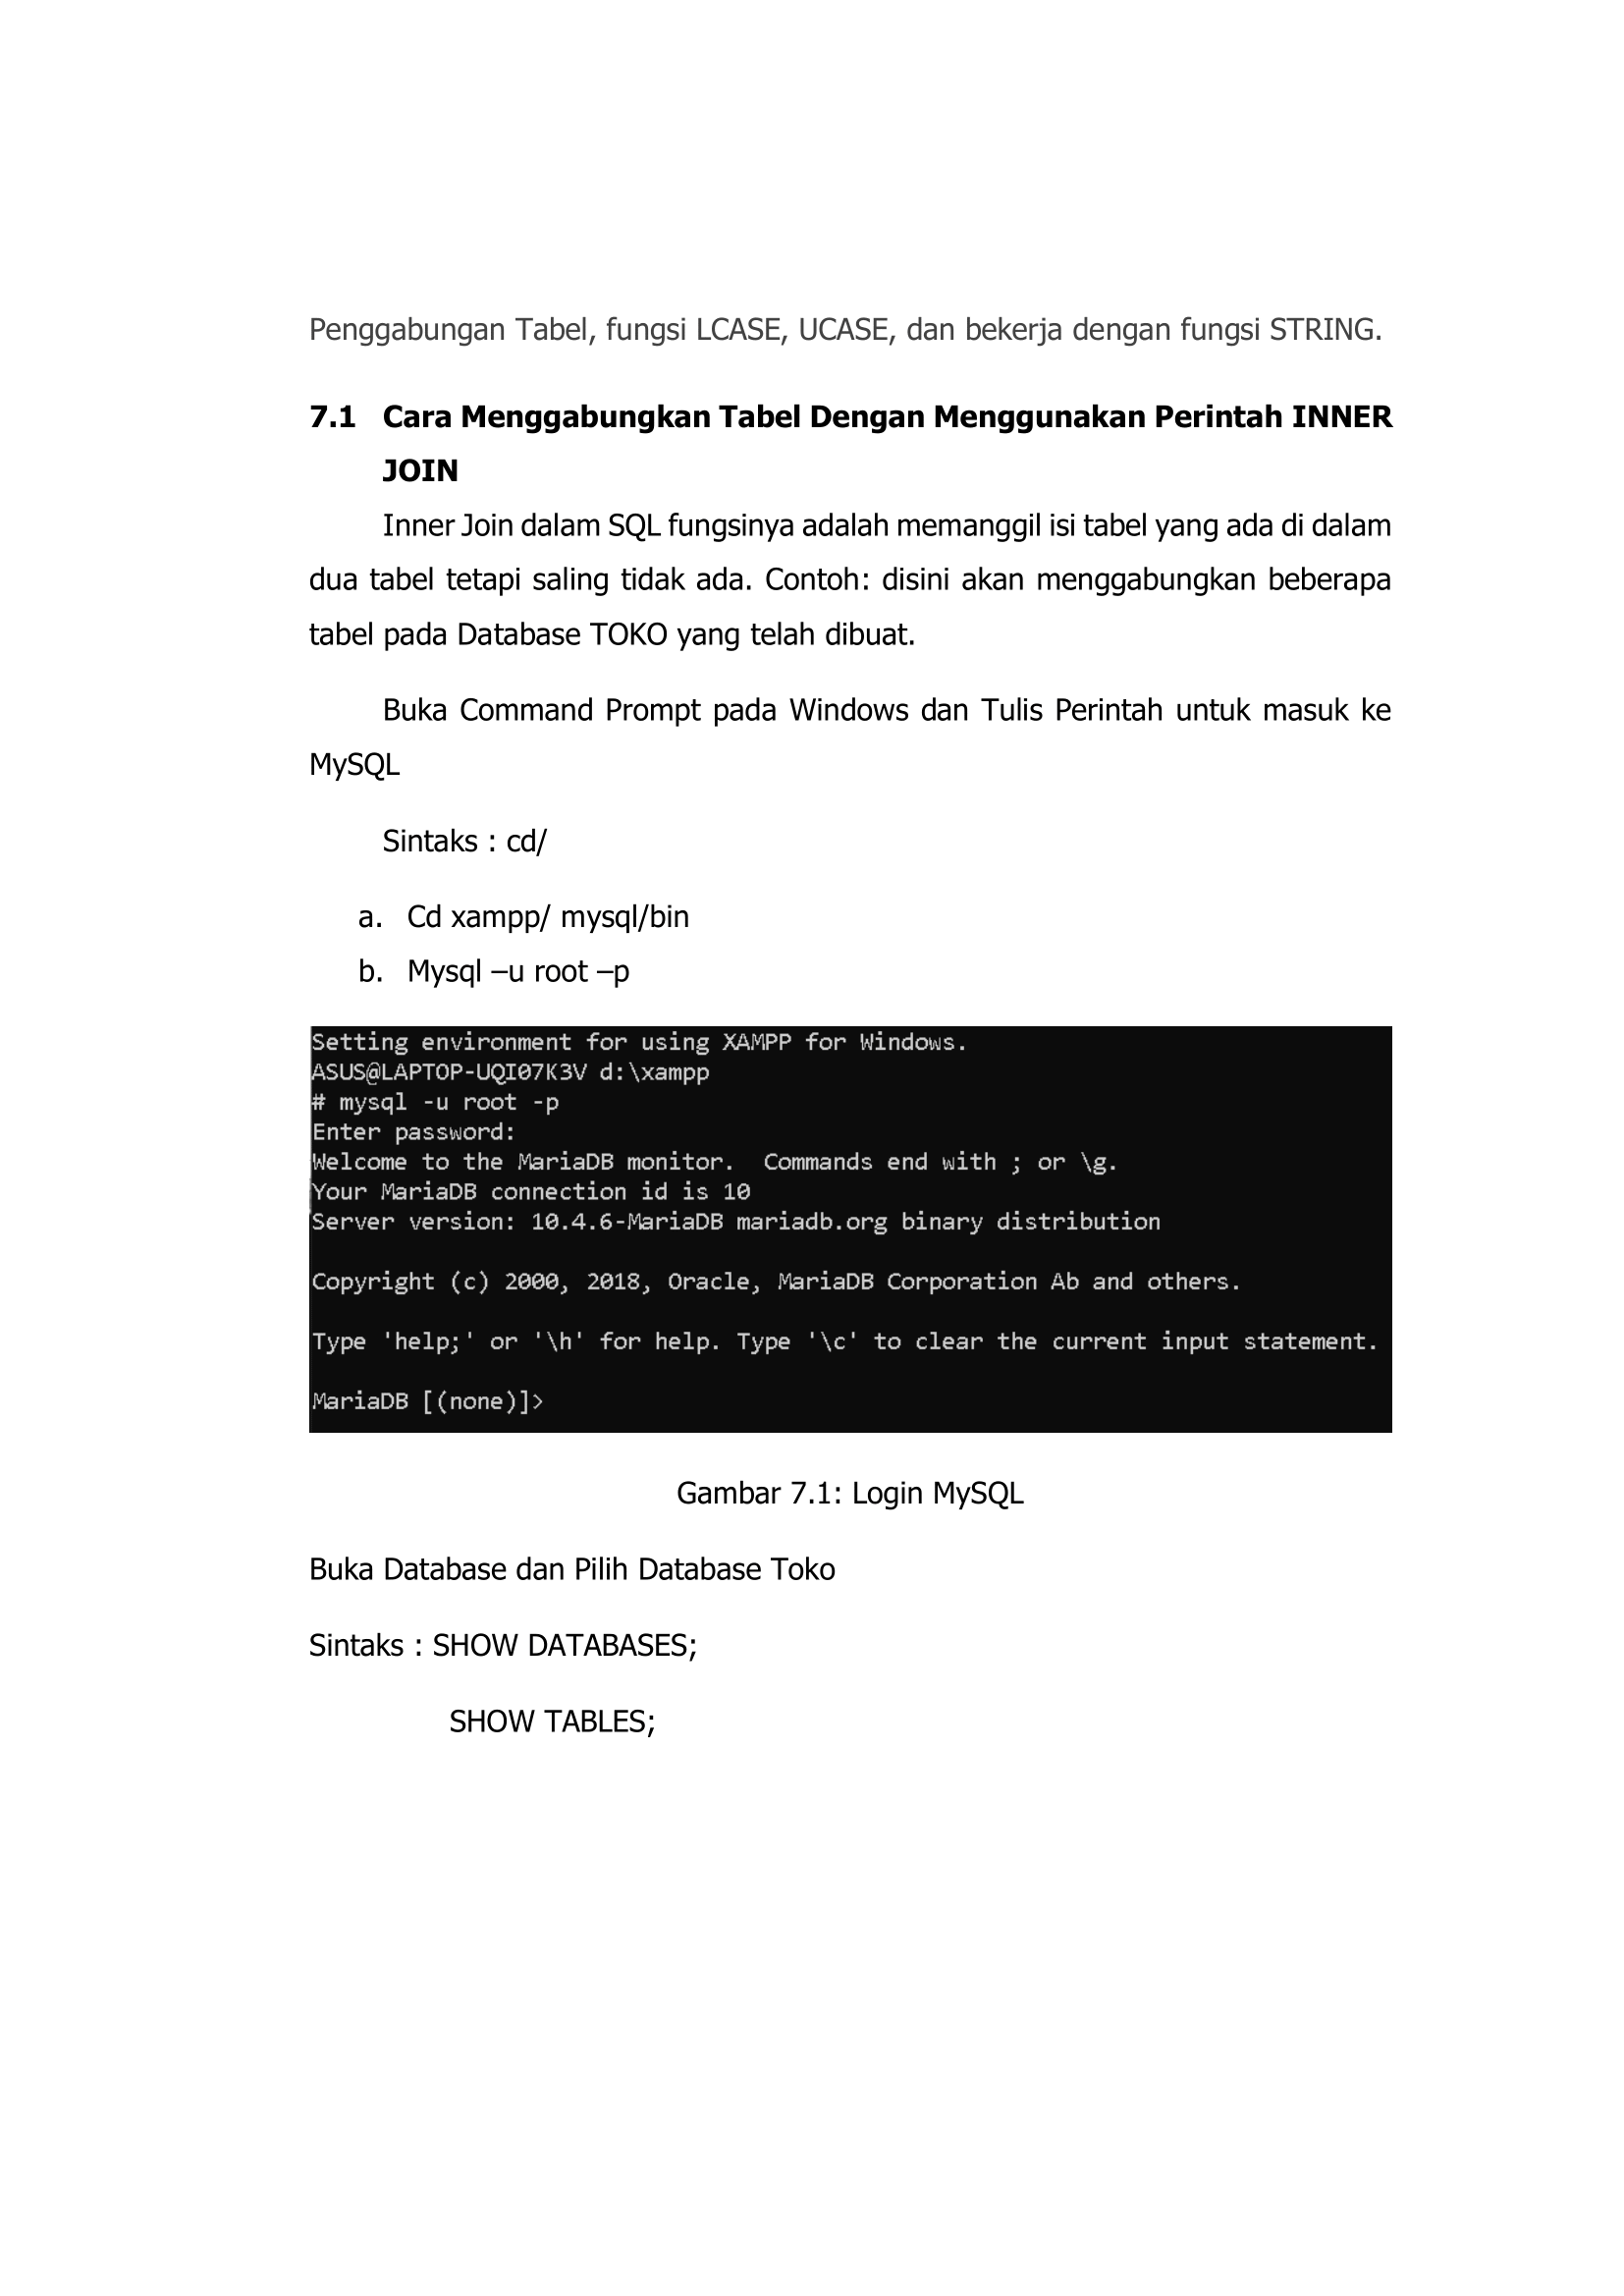 Penggabungan Tabel, fungsi LCASE, UCASE, dan bekerja dengan fungsi STRING.
7.1 Cara Menggabungkan Tabel Dengan Menggunakan Perintah INNER
JOIN
Inner Join dalam SQL fungsinya adalah memanggil isi tabel yang ada di dalam
dua tabel tetapi saling tidak ada. Contoh: disini akan menggabungkan beberapa
tabel pada Database TOKO yang telah dibuat.
Buka Command Prompt pada Windows dan Tulis Perintah untuk masuk ke
MySQL
Sintaks : cd/
a. Cd xampp/ mysql/bin
b. Mysql –u root –p
Setting environment for using XAMPP for Windows.
ASUS@LAPTOP-UQI07K3V d:\xampp
# mysql -u root -p
Enter password:
Welcome to the MariaDB monitor.  Commands end with ; or \g.
Your MariaDB connection id is 10
Server version: 10.4.6-MariaDB mariadb.org binary distribution
Copyright (c) 2000, 2018, Oracle, MariaDB Corporation Ab and others.
Type 'help;' or '\h' for help. Type '\c' to clear the current input statement.
MariaDB [(none)]>
Gambar 7.1: Login MySQL
Buka Database dan Pilih Database Toko
Sintaks : SHOW DATABASES;
SHOW TABLES;